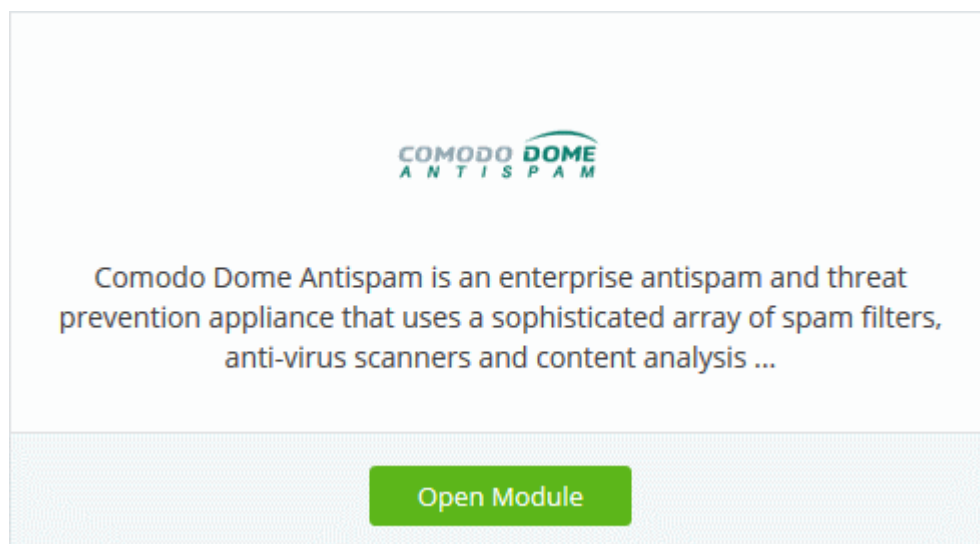 COMODO DOME
ANTISPAM
Comodo Dome Antispam is an enterprise antispam and threat
prevention appliance that uses a sophisticated array of spam filters,
anti-virus scanners and content analysis ...
Open Module